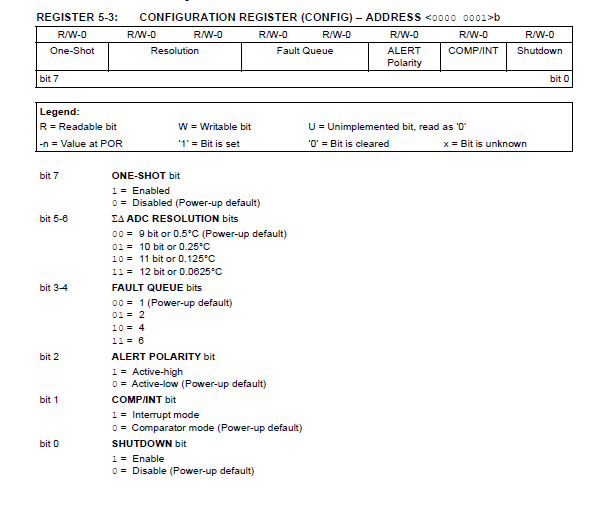 REGISTER 5-3: CONFIGURATION REGISTER (CONFIG) – ADDRESS <0000 0001>b
R/W-0 R/W-0 R/W-0 R/W-0 R/W-0 R/W-0 R/W-0 R/W-0
One-Shot Resolution Fault Queue ALERT Polarity COMP/INT Shutdown
bit 7 bit 0
Legend:
R = Readable bit W = Writable bit U = Unimplemented bit, read as '0'
-n = Value at POR '1' = Bit is set '0' = Bit is cleared x = Bit is unknown
bit 7 ONE-SHOT bit
1 = Enabled
0 = Disabled (Power-up default)
bit 5-6 ΣΔ ADC RESOLUTION bits
00 = 9 bit or 0.5°C (Power-up default)
01 = 10 bit or 0.25°C
10 = 11 bit or 0.125°C
11 = 12 bit or 0.0625°C
bit 3-4 FAULT QUEUE bits
00 = 1 (Power-up default)
01 = 2
10 = 4
11 = 6
bit 2 ALERT POLARITY bit
1 = Active-high
0 = Active-low (Power-up default)
bit 1 COMP/INT bit
1 = Interrupt mode
0 = Comparator mode (Power-up default)
bit 0 SHUTDOWN bit
1 = Enable
0 = Disable (Power-up default)